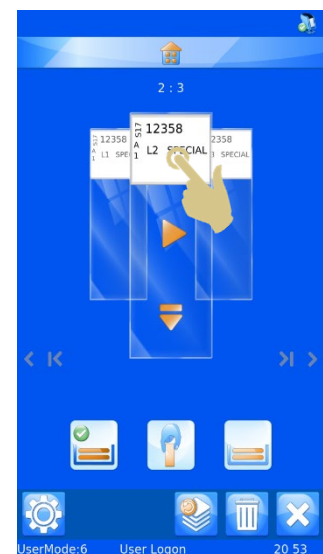 2 : 3
S17
A
1
12358
L1 SPE
S17
A
1
12358
L2 SPECIAL
2358
SPECIAL
UserMode:6 User Logon 20 53